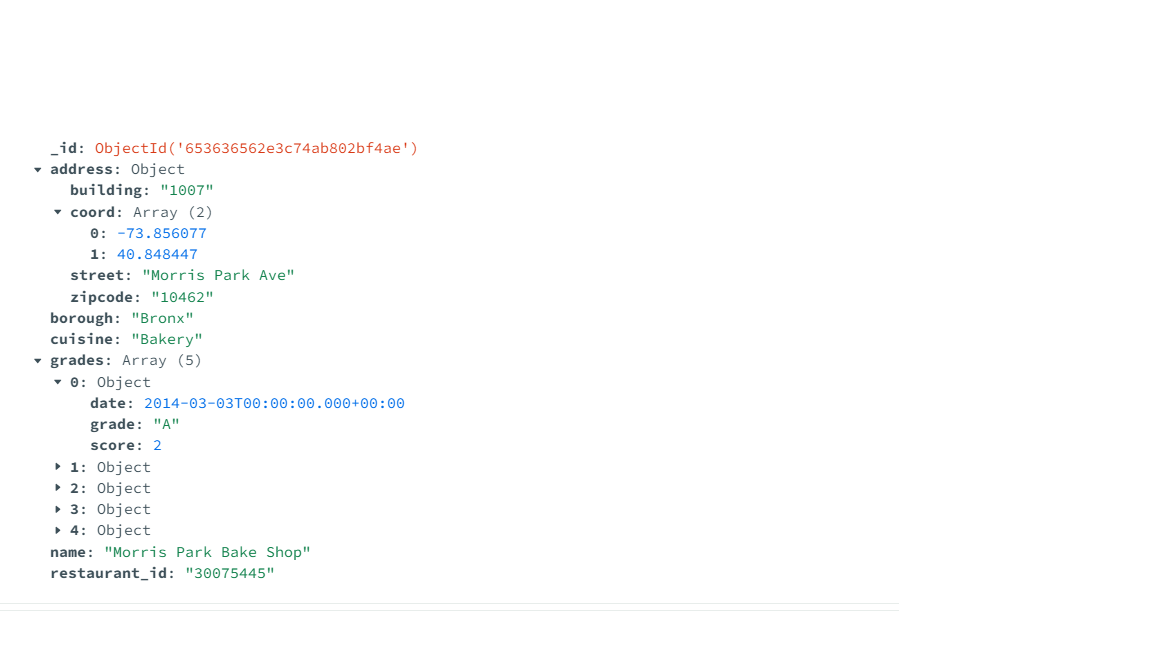 _id: ObjectId('653636562e3c74ab802bf4ae')
address: Object
building: "1007"
coord: Array (2)
0: -73.856077
1: 40.848447
street: "Morris Park Ave"
zipcode: "10462"
borough: "Bronx"
cuisine: "Bakery"
grades: Array (5)
0: Object
date: 2014-03-03T00:00:00.000+00:00
grade: "A"
score: 2
1: Object
2: Object
3: Object
4: Object
name: "Morris Park Bake Shop"
restaurant_id: "30075445"